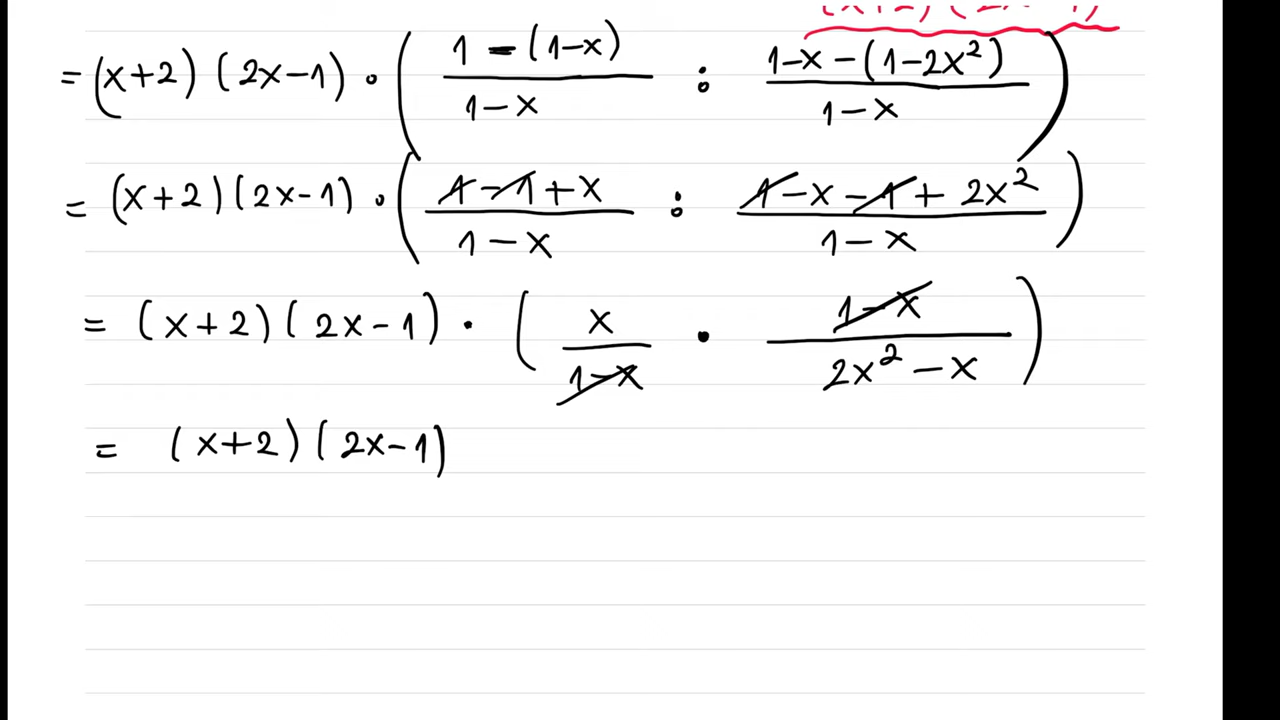 = (x+2) (2x-1) • ( 1 - (1-x) / 1-x : 1-x - (1-2x²) / 1-x )
= (x+2) (2x-1) • ( 1-1+x / 1-x : 1-x-1+2x² / 1-x )
= (x+2) (2x-1) • ( x / 1-x • 1-x / 2x²-x )
= (x+2) (2x-1)